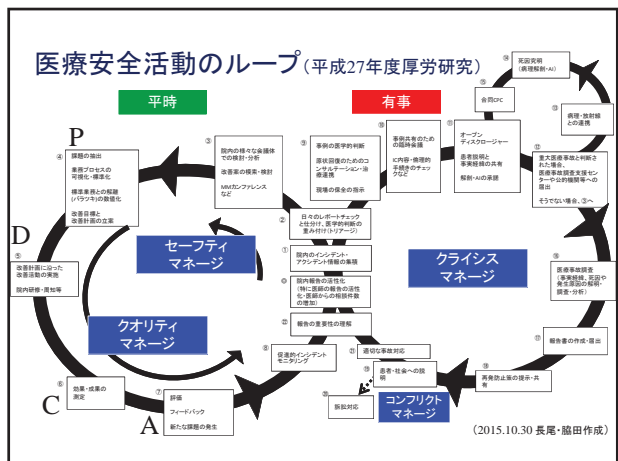 医療安全活動のループ(平成27年度厚労研究)
平時
有事
P
④
課題の抽出
業務プロセスの
可視化・標準化
標準業務との解離
(バラツキ)の数値化
改善目標と
改善計画の立案
③
院内の様々な会議体
での検討・分析
改善案の模索・検討
MMカンファレンス
など
⑨
事例の医学的判断
原状回復のための
コンサルテーション・治
療連携
現場の保全の指示
⑩
事例共有のため
の臨時会議
IC内容・倫理的
手続きのチェック
など
⑪
オープン
ディスクロージャー
患者説明と
事実経緯の共有
解剖・AIの承諾
⑭
死因究明
(病理解剖・AI)
⑮
合同CPC
⑬
病理・放射線
との連携
⑫
重大医療事故と判断され
た場合、
医療事故調査支援セン
ターや公的機関等への
届出
そうでない場合、③へ
②
日々のレポートチェック
と仕分け、医学的判断の
重み付け(トリアージ)
①
院内のインシデント・
アクシデント情報の集積
◎
院内報告の活性化
(特に医師の報告の活性
化・医師からの相談件数
の増加)
㉒
報告の重要性の理解
⑧
促進的インシデント
モニタリング
セーフティ
マネージ
クオリティ
マネージ
クライシス
マネージ
コンフリクト
マネージ
D
⑤
改善計画に沿った
改善活動の実施
院内研修・周知等
C
⑥
効果・成果の
測定
A
⑦
評価
フィードバック
新たな課題の発生
⑯
医療事故調査
(事実経緯、死因や
発生原因の解明・
調査・分析)
⑰
報告書の作成・届出
⑱
再発防止策の提示・共
有
㉑
適切な事故対応
⑲
患者・社会への説
明
⑳
訴訟対応
(2015.10.30 長尾・脇田作成)